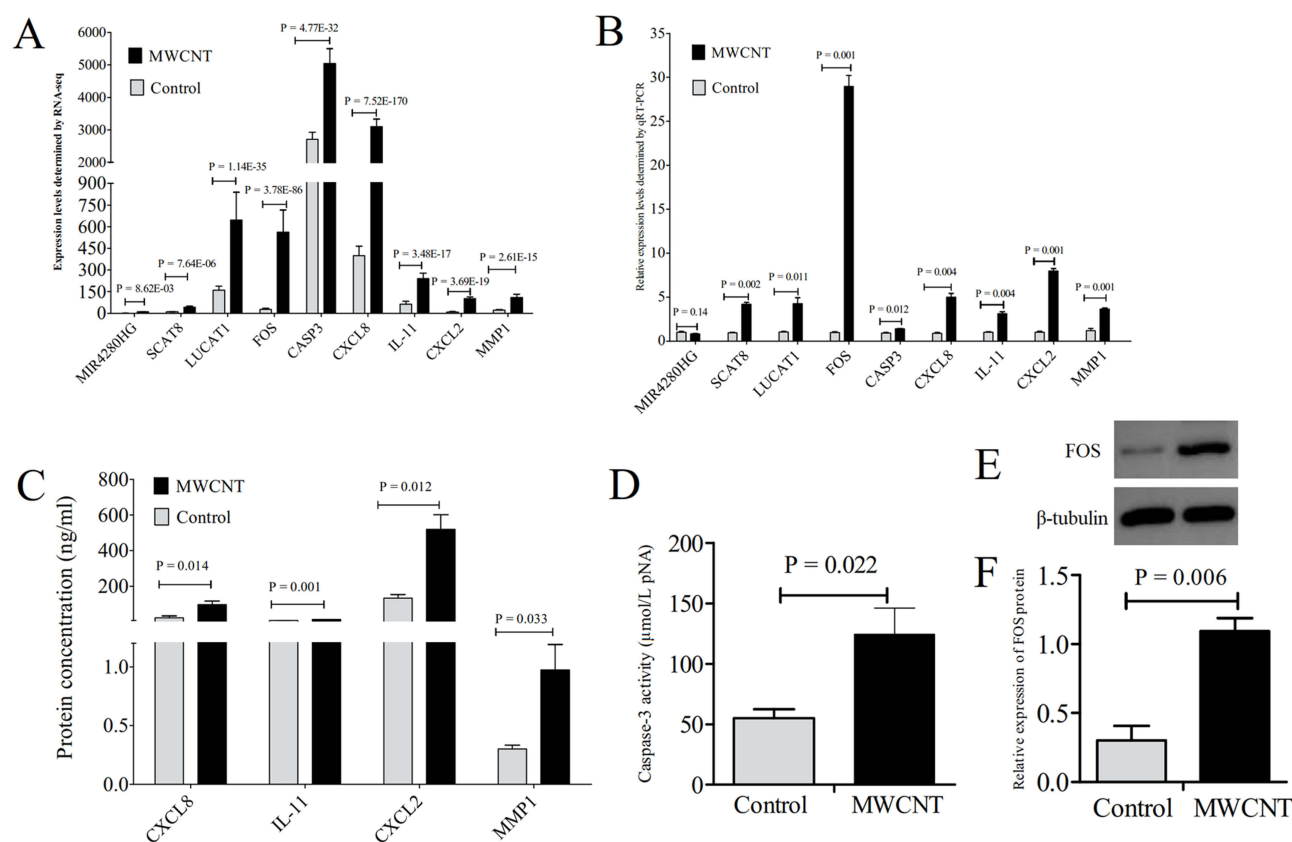 A
Expression levels determined by RNA-seq
MWCNT
Control
6000
5000
4000
3000
2000
900
750
600
450
300
150
0
P = 8.62E-03
P = 7.64E-06
P = 1.14E-35
P = 3.78E-86
P = 4.77E-32
P = 7.52E-170
P = 3.48E-17
P = 3.69E-19
P = 2.61E-15
MIR4280HG
SCAT8
LUCAT1
FOS
CASP3
CXCL8
IL-11
CXCL2
MMP1
B
Relative expression levels determined by qRT-PCR
MWCNT
Control
35
30
25
20
15
10
5
0
P = 0.14
P = 0.002
P = 0.011
P = 0.001
P = 0.012
P = 0.004
P = 0.004
P = 0.001
P = 0.001
MIR4280HG
SCAT8
LUCAT1
FOS
CASP3
CXCL8
IL-11
CXCL2
MMP1
C
Protein concentration (ng/ml)
MWCNT
Control
800
600
400
200
1.0
0.5
0.0
P = 0.014
P = 0.001
P = 0.012
P = 0.033
CXCL8
IL-11
CXCL2
MMP1
D
Caspase-3 activity (μmol/L pNA)
200
150
100
50
0
P = 0.022
Control
MWCNT
E
FOS
β-tubulin
F
Relative expression of FOS protein
1.5
1.0
0.5
0.0
P = 0.006
Control
MWCNT